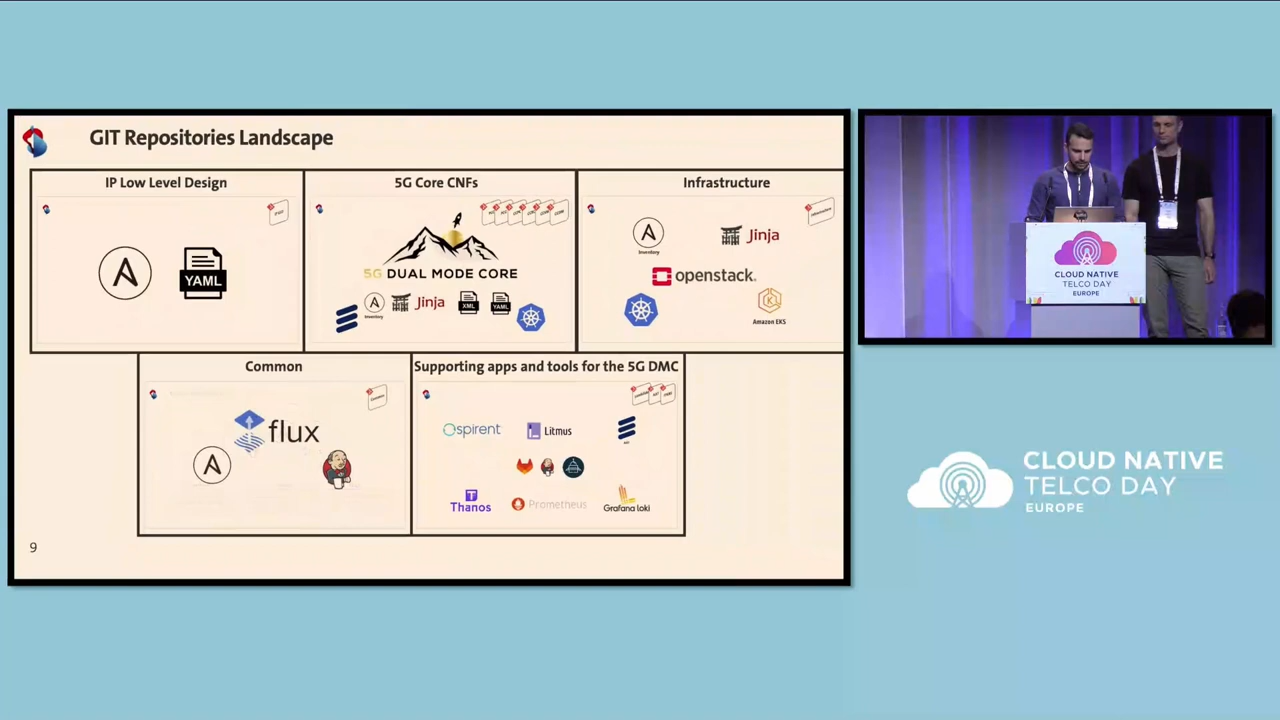 GIT Repositories Landscape
IP Low Level Design
YAML
5G Core CNFs
5G DUAL MODE CORE
Inventory
Jinja
XML
YAML
Infrastructure
Infrastructure
Inventory
Jinja
openstack.
Amazon EKS
Common
Common
flux
Supporting apps and tools for the 5G DMC
spirent
Litmus
Thanos
Prometheus
Grafana loki
9
CLOUD NATIVE
TELCO DAY
EUROPE
CLOUD NATIVE
TELCO DAY
EUROPE